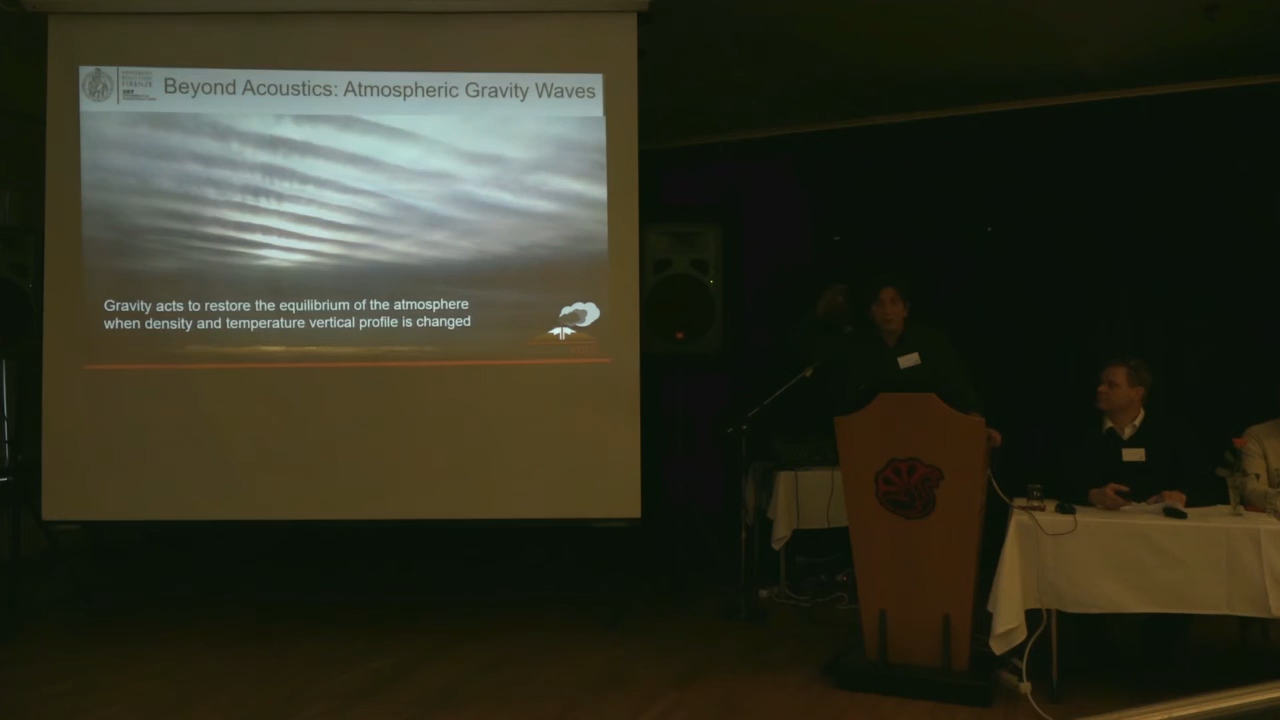 Beyond Acoustics: Atmospheric Gravity Waves
FIRENZE
Gravity acts to restore the equilibrium of the atmosphere
when density and temperature vertical profile is changed